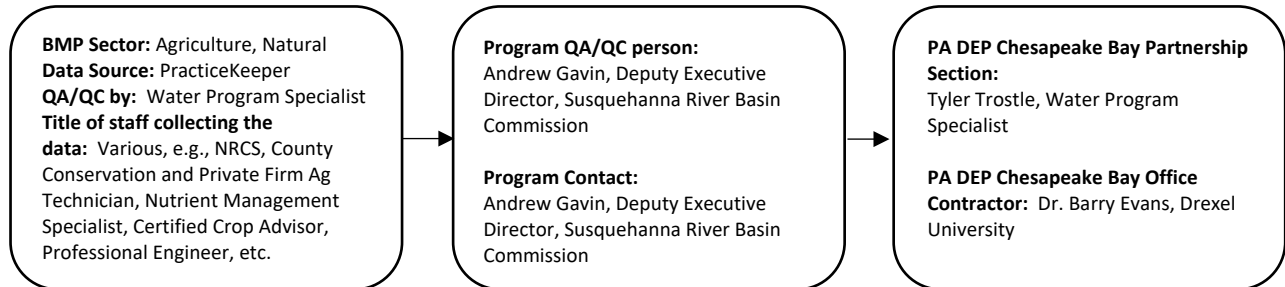 BMP Sector: Agriculture, Natural
Data Source: PracticeKeeper
QA/QC by: Water Program Specialist
Title of staff collecting the
data: Various, e.g., NRCS, County
Conservation and Private Firm Ag
Technician, Nutrient Management
Specialist, Certified Crop Advisor,
Professional Engineer, etc.
Program QA/QC person:
Andrew Gavin, Deputy Executive
Director, Susquehanna River Basin
Commission
Program Contact:
Andrew Gavin, Deputy Executive
Director, Susquehanna River Basin
Commission
PA DEP Chesapeake Bay Partnership
Section:
Tyler Trostle, Water Program
Specialist
PA DEP Chesapeake Bay Office
Contractor: Dr. Barry Evans, Drexel
University